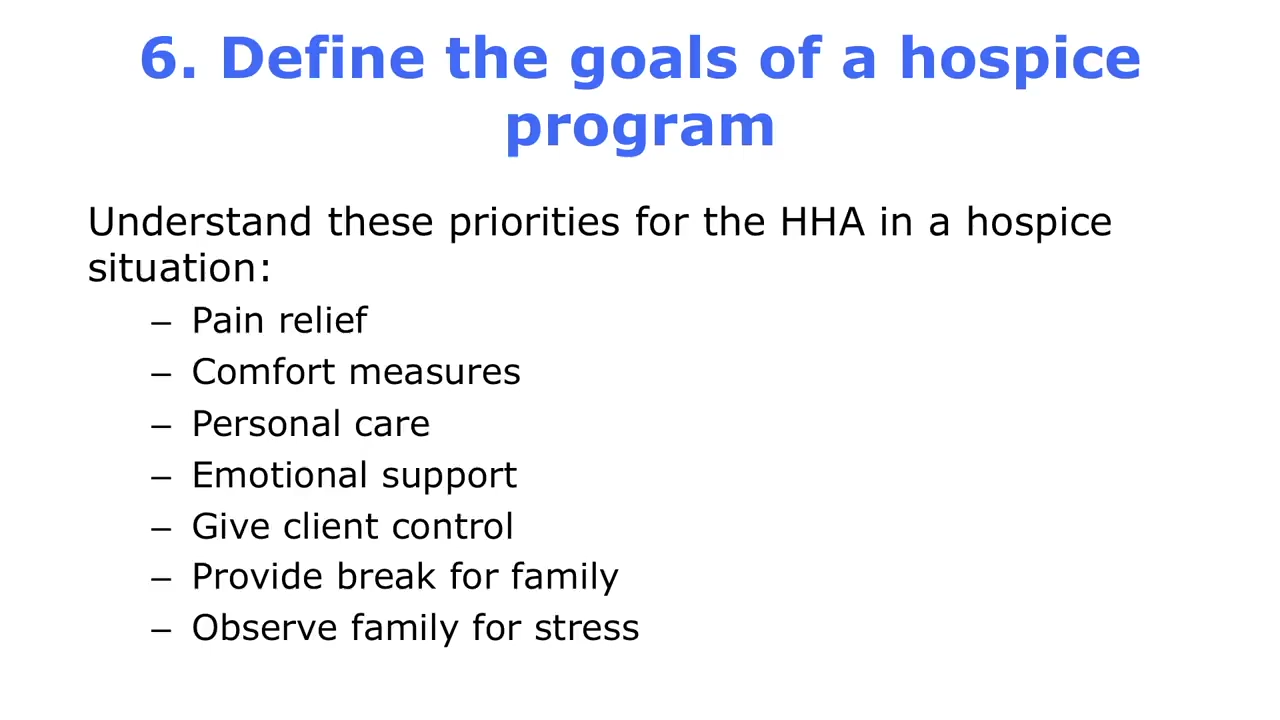 6. Define the goals of a hospice
program
Understand these priorities for the HHA in a hospice
situation:
– Pain relief
– Comfort measures
– Personal care
– Emotional support
– Give client control
– Provide break for family
– Observe family for stress